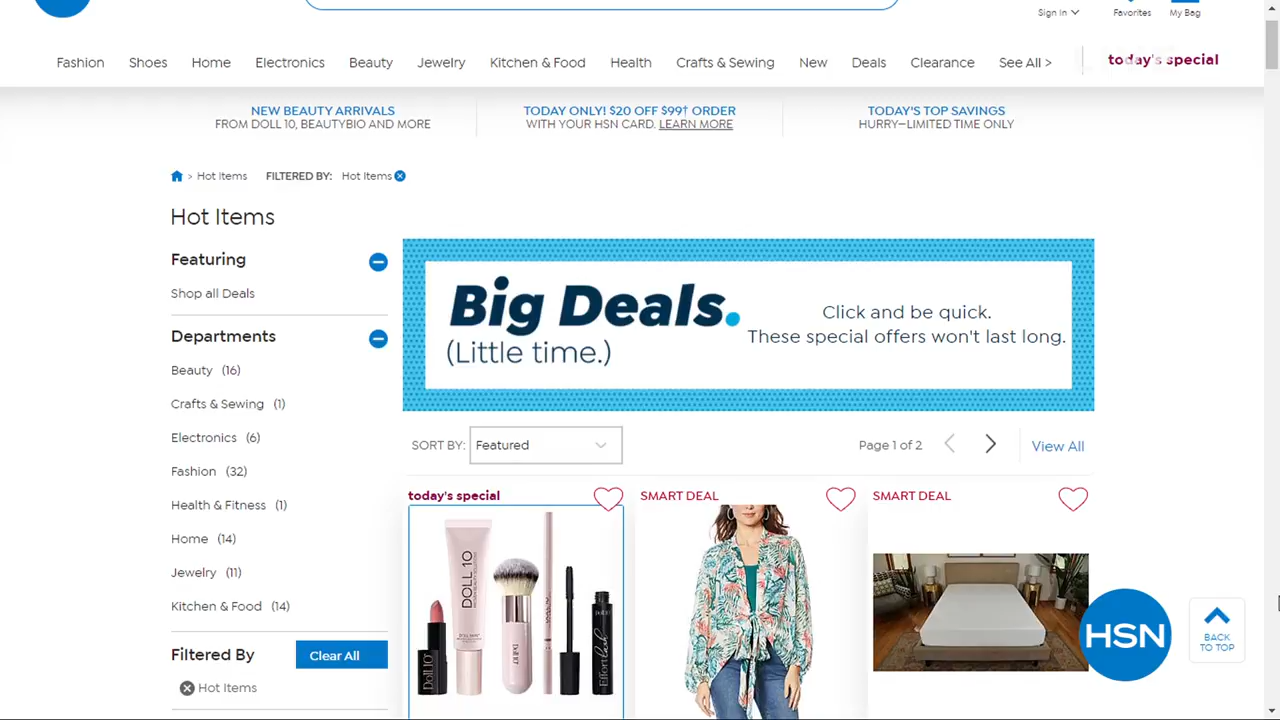 Sign In
Favorites
My Bag
Fashion
Shoes
Home
Electronics
Beauty
Jewelry
Kitchen & Food
Health
Crafts & Sewing
New
Deals
Clearance
See All >
today's special
NEW BEAUTY ARRIVALS
FROM DOLL 10, BEAUTYBIO AND MORE
TODAY ONLY! $20 OFF $99† ORDER
WITH YOUR HSN CARD. LEARN MORE
TODAY'S TOP SAVINGS
HURRY—LIMITED TIME ONLY
> Hot Items FILTERED BY: Hot Items
Hot Items
Featuring
Shop all Deals
Departments
Beauty (16)
Crafts & Sewing (1)
Electronics (6)
Fashion (32)
Health & Fitness (1)
Home (14)
Jewelry (11)
Kitchen & Food (14)
Filtered By
Clear All
Hot Items
Big Deals.
(Little time.)
Click and be quick.
These special offers won't last long.
SORT BY: Featured
Page 1 of 2
View All
today's special
SMART DEAL
SMART DEAL
DOLL 10
DOLL 10
HSN
BACK
TO TOP